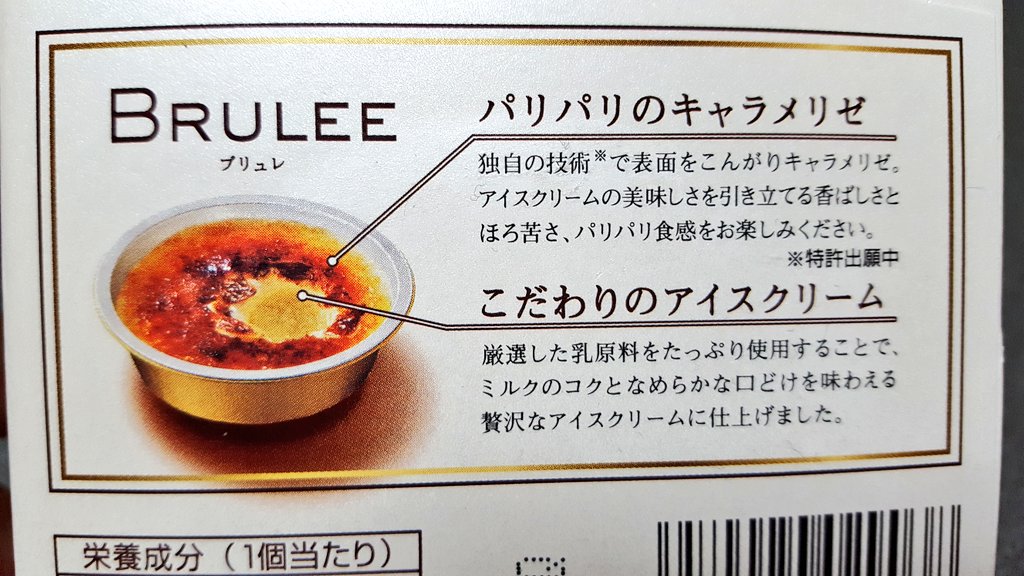 BRULEE
ブリュレ
パリパリのキャラメリゼ
独自の技術※で表面をこんがりキャラメリゼ。
アイスクリームの美味しさを引き立てる香ばしさと
ほろ苦さ、パリパリ食感をお楽しみください。
※特許出願中
こだわりのアイスクリーム
厳選した乳原料をたっぷり使用することで、
ミルクのコクとなめらかな口どけを味わえる
贅沢なアイスクリームに仕上げました。
栄養成分（1個当たり）